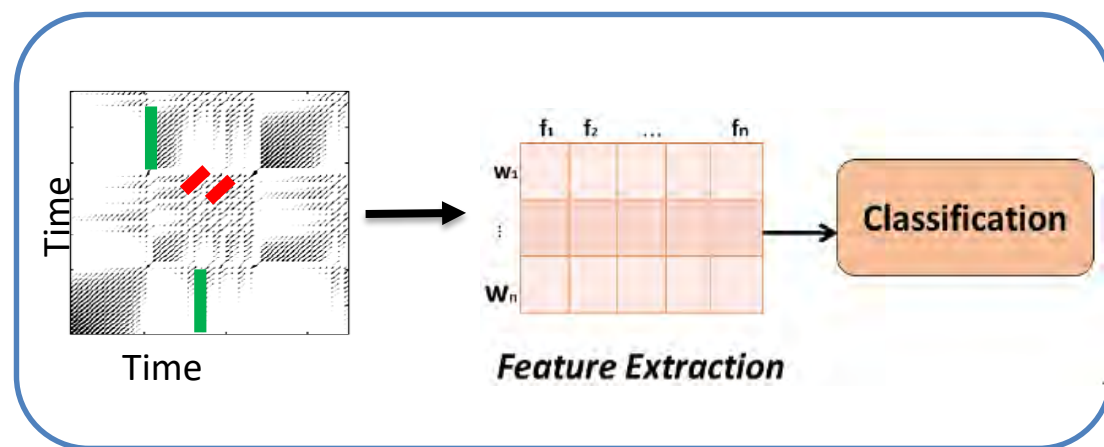 Time
Time
f₁ f₂ ... fn
w₁
⋮
Wn
Feature Extraction
Classification